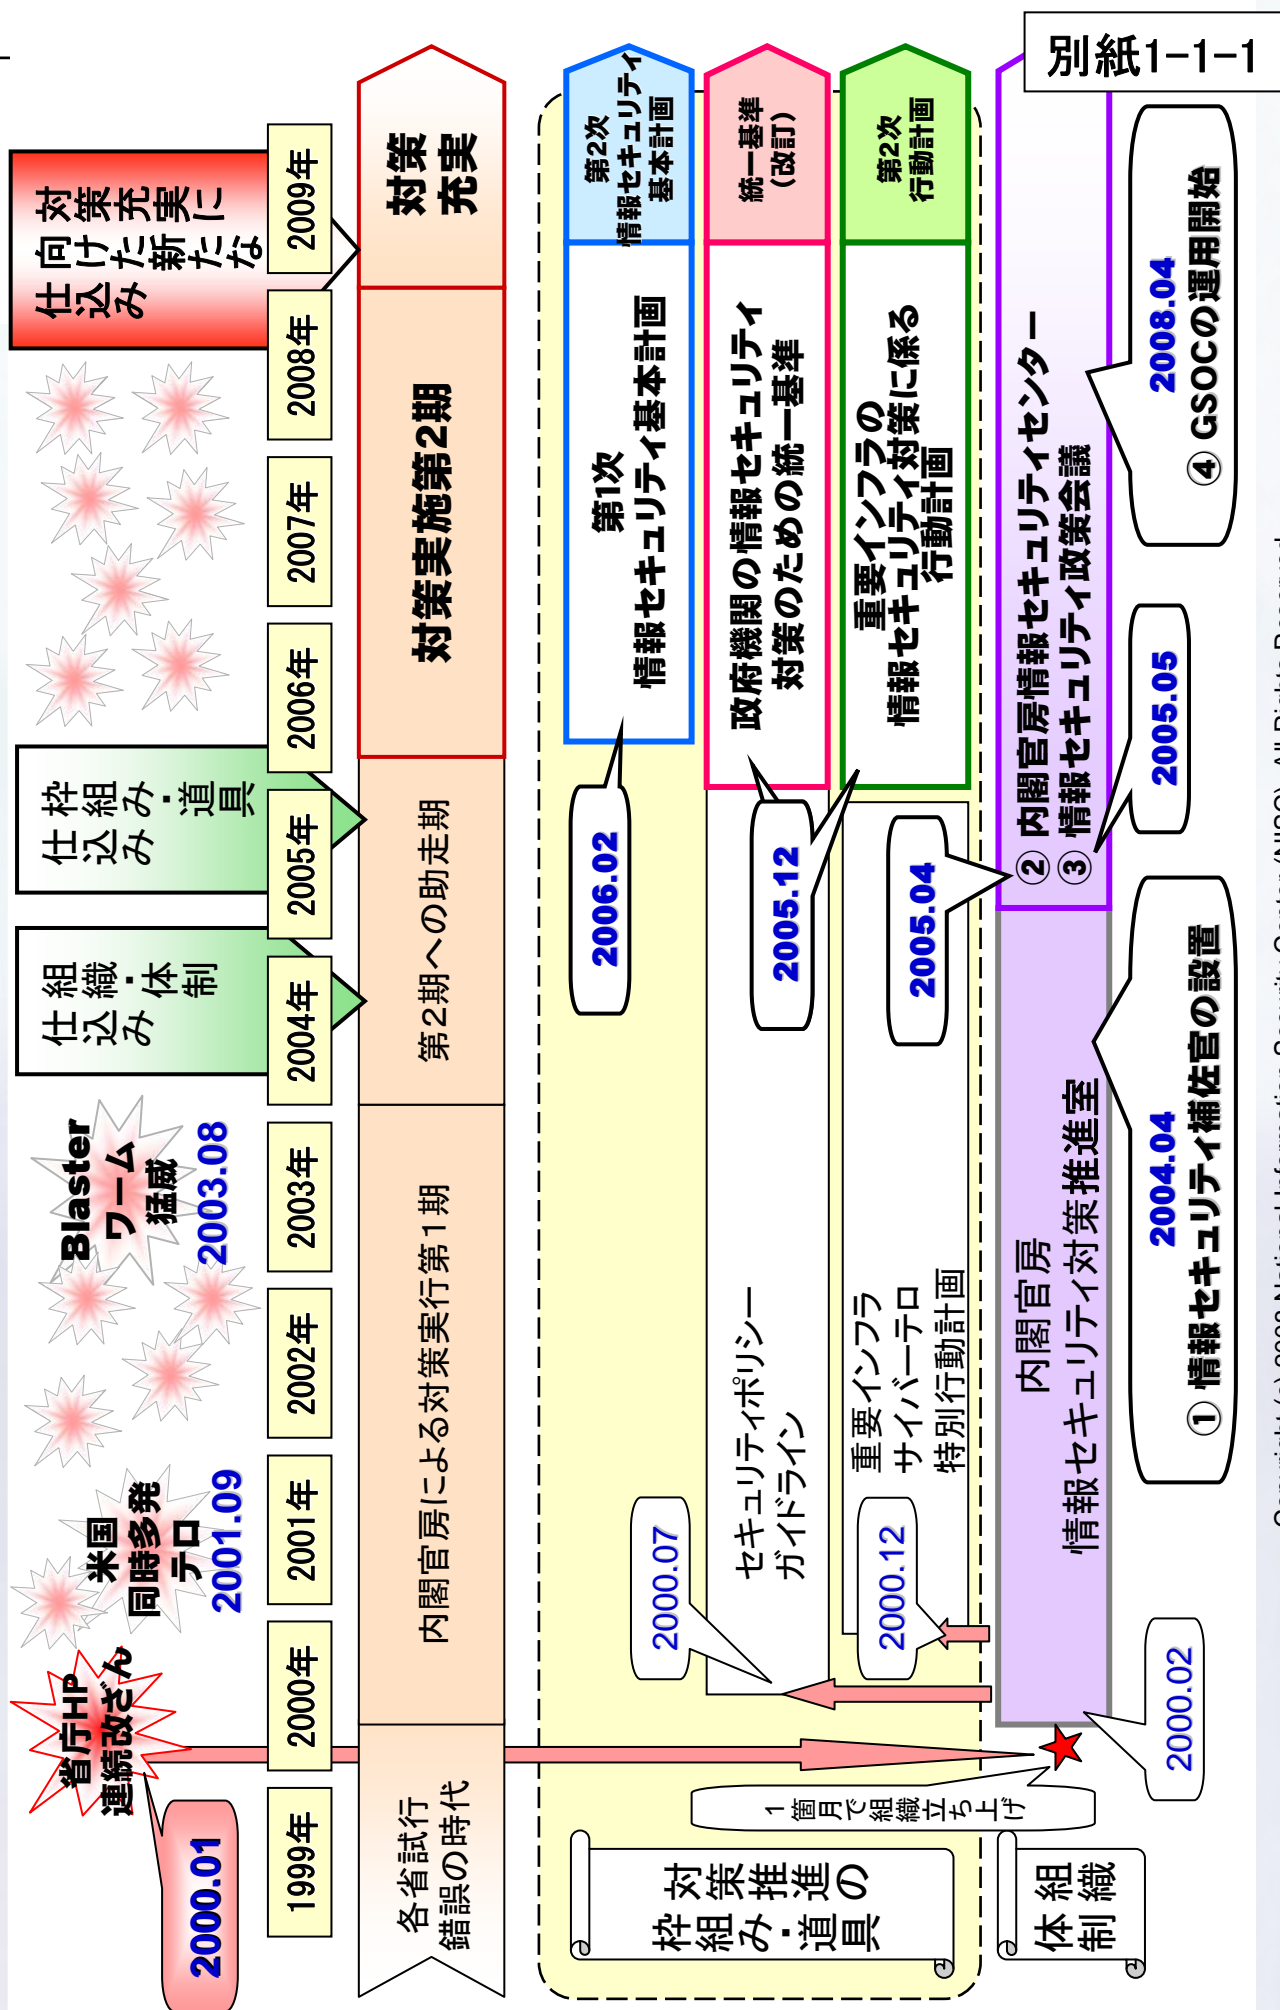 別紙1-1-1
省庁HP
連続改ざん
2000.01
米国
同時多発
テロ
2001.09
Blaster
ワーム
猛威
2003.08
組織・体制
仕込み
枠組み・道具
仕込み
対策充実に
向けた新たな
仕込み
1999年
2000年
2001年
2002年
2003年
2004年
2005年
2006年
2007年
2008年
2009年
各省試行
錯誤の時代
内閣官房による対策実行第1期
第2期への助走期
対策実施第2期
対策
充実
対策推進の
枠組み・道具
2006.02
第1次
情報セキュリティ基本計画
第2次
情報セキュリティ
基本計画
2000.07
セキュリティポリシー
ガイドライン
2005.12
政府機関の情報セキュリティ
対策のための統一基準
統一基準
（改訂）
2000.12
重要インフラ
サイバーテロ
特別行動計画
重要インフラの
情報セキュリティ対策に係る
行動計画
第2次
行動計画
2005.04
1箇月で組織立ち上げ
組織
体制
2000.02
内閣官房
情報セキュリティ対策推進室
② 内閣官房情報セキュリティセンター
③ 情報セキュリティ政策会議
2004.04
① 情報セキュリティ補佐官の設置
2005.05
2008.04
④ GSOCの運用開始